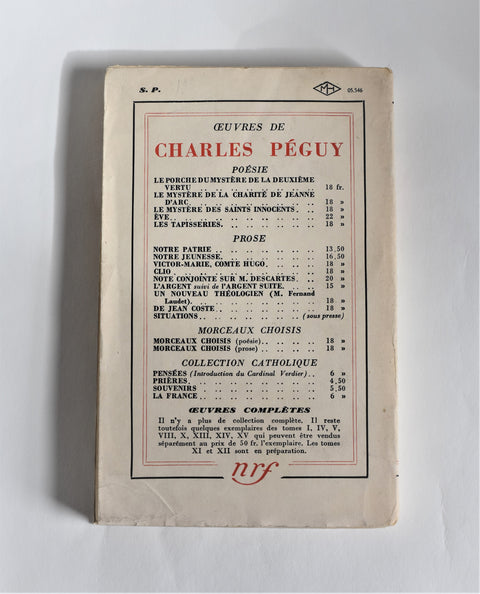 S. P.
MH 05.546
ŒUVRES DE
CHARLES PÉGUY
POÉSIE
LE PORCHE DU MYSTÈRE DE LA DEUXIÈME
VERTU .. .. .. .. .. .. .. .. .. 18 fr.
LE MYSTÈRE DE LA CHARITÉ DE JEANNE
D'ARC .. .. .. .. .. .. .. .. .. 18 »
LE MYSTÈRE DES SAINTS INNOCENTS. . 18 »
ÈVE. .. .. .. .. .. .. .. .. .. 22 »
LES TAPISSERIES. .. .. .. .. .. .. 18 »
PROSE
NOTRE PATRIE .. .. .. .. .. .. 13,50
NOTRE JEUNESSE. .. .. .. .. .. 16,50
VICTOR-MARIE, COMTE HUGO .. .. .. 18 »
CLIO .. .. .. .. .. .. .. .. .. 18 »
NOTE CONJOINTE SUR M. DESCARTES .. 20 »
L'ARGENT suivi de L'ARGENT SUITE. .. 15 »
UN NOUVEAU THÉOLOGIEN (M. Fernand
Laudet). .. .. .. .. .. .. .. .. 18 »
DE JEAN COSTE .. .. .. .. .. .. 18 »
SITUATIONS .. .. .. .. .. .. (sous presse)
MORCEAUX CHOISIS
MORCEAUX CHOISIS (poésie) .. .. .. 18 »
MORCEAUX CHOISIS (prose) .. .. .. 18 »
COLLECTION CATHOLIQUE
PENSÉES (Introduction du Cardinal Verdier) .. 6 »
PRIÈRES .. .. .. .. .. .. .. .. 4,50
SOUVENIRS .. .. .. .. .. .. .. 5,50
LA FRANCE .. .. .. .. .. .. .. 6 »
ŒUVRES COMPLÈTES
Il n'y a plus de collection complète. Il reste
toutefois quelques exemplaires des tomes I, IV, V,
VIII, X, XIII, XIV, XV qui peuvent être vendus
séparément au prix de 50 fr. l'exemplaire. Les tomes
XI et XII sont en préparation.
nrf